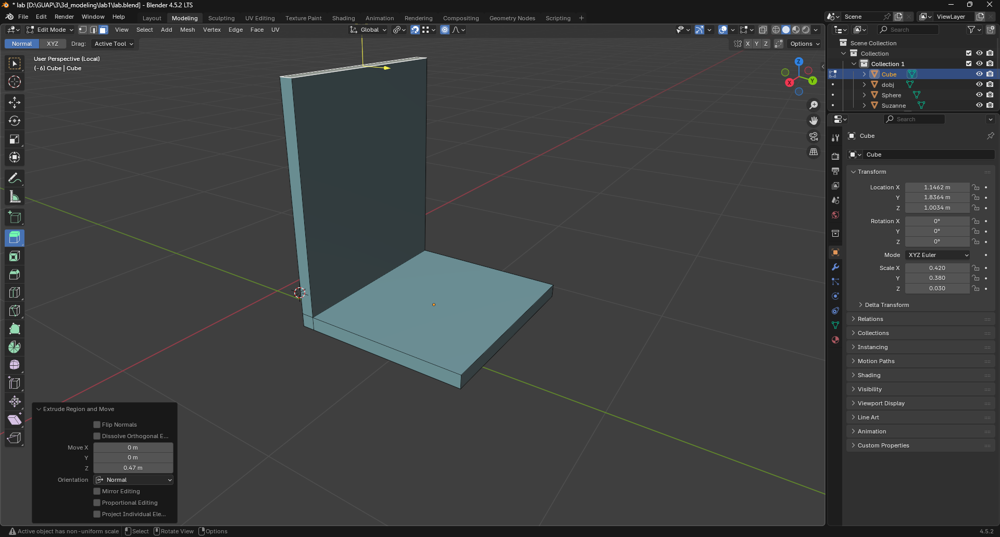 * lab [D:\GUAP\3\3d_modeling\lab1\lab.blend] - Blender 4.5.2 LTS
File Edit Render Window Help
Layout Modeling Sculpting UV Editing Texture Paint Shading Animation Rendering Compositing Geometry Nodes Scripting +
Scene
ViewLayer
Edit Mode View Select Add Mesh Vertex Edge Face UV
Global
Search
Normal XYZ Drag: Active Tool
X Y Z Options
User Perspective (Local)
(-6) Cube | Cube
Z
Y
X
Scene Collection
Collection
Collection 1
Cube
dobj
Sphere
Suzanne
Search
Cube
Cube
Transform
Location X 1.1462 m
Y 1.8364 m
Z 1.0034 m
Rotation X 0°
Y 0°
Z 0°
Mode XYZ Euler
Scale X 0.420
Y 0.380
Z 0.030
Delta Transform
Relations
Collections
Instancing
Motion Paths
Shading
Visibility
Viewport Display
Line Art
Animation
Custom Properties
Extrude Region and Move
Flip Normals
Dissolve Orthogonal E...
Move X 0 m
Y 0 m
Z 0.47 m
Orientation Normal
Mirror Editing
Proportional Editing
Project Individual Ele...
Active object has non-uniform scale Select Rotate View Options
4.5.2